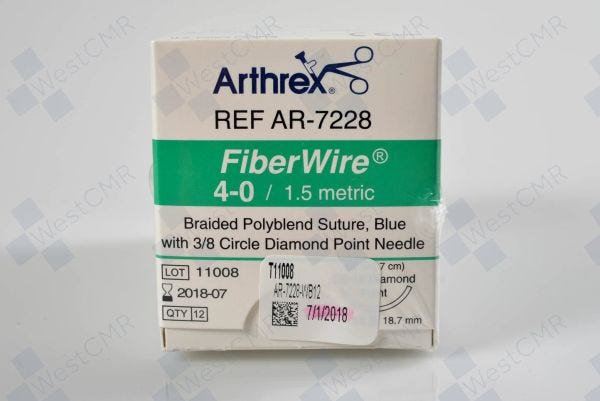 Arthrex®
REF AR-7228
FiberWire®
4-0 / 1.5 metric
Braided Polyblend Suture, Blue
with 3/8 Circle Diamond Point Needle
LOT 11008
2018-07
QTY 12
T11008
AR-7228-WB12
7/1/2018
7 cm)
18.7 mm
WestCMR